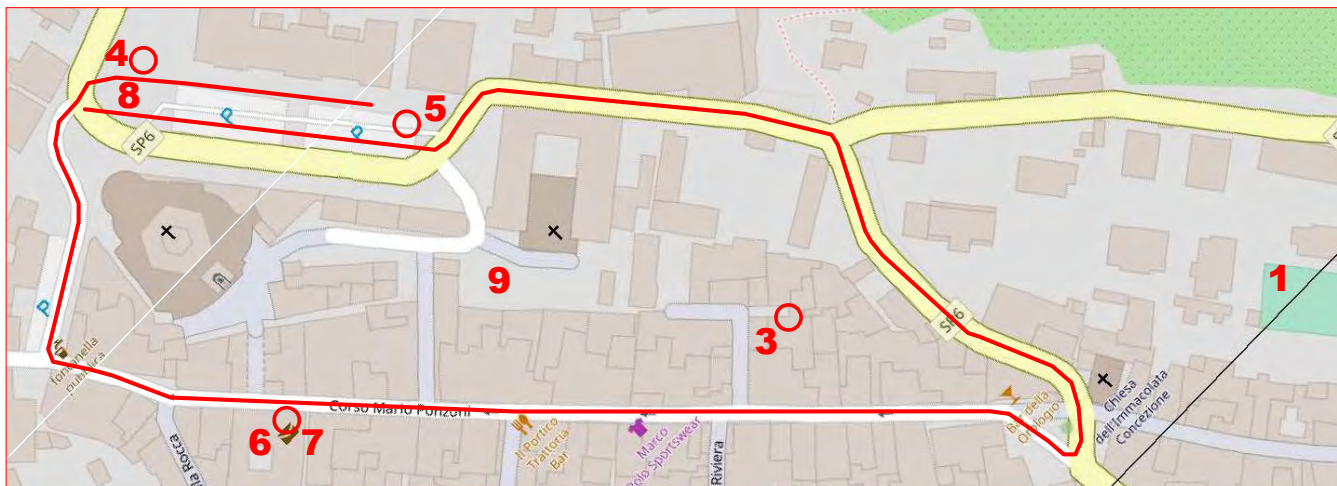 4
8
P
P
5
SP6
9
3
SP6
1
P
fontanella
pubblica
Corso Mario Ponzoni
6
7
la Rocca
Il Portico
Trattoria
Bar
Marco
Polo Sportswear
Riviera
Bar della
Orologio
Chiesa
dell'Immacolata
Concezione